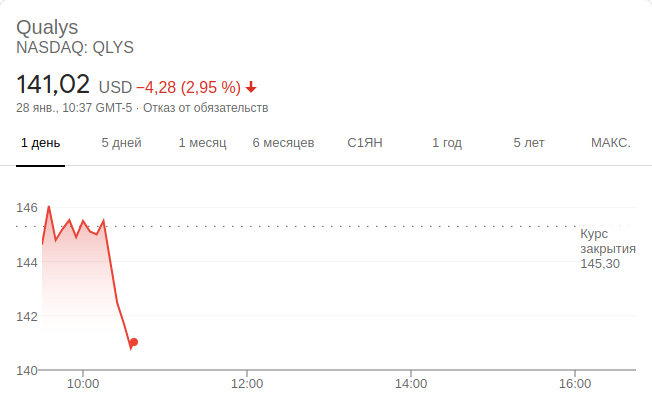 Qualys
NASDAQ: QLYS
141,02 USD −4,28 (2,95 %)
28 янв., 10:37 GMT-5 · Отказ от обязательств
1 день 5 дней 1 месяц 6 месяцев С1ЯН 1 год 5 лет МАКС.
146
Курс
закрытия
145,30
144
142
140
10:00 12:00 14:00 16:00